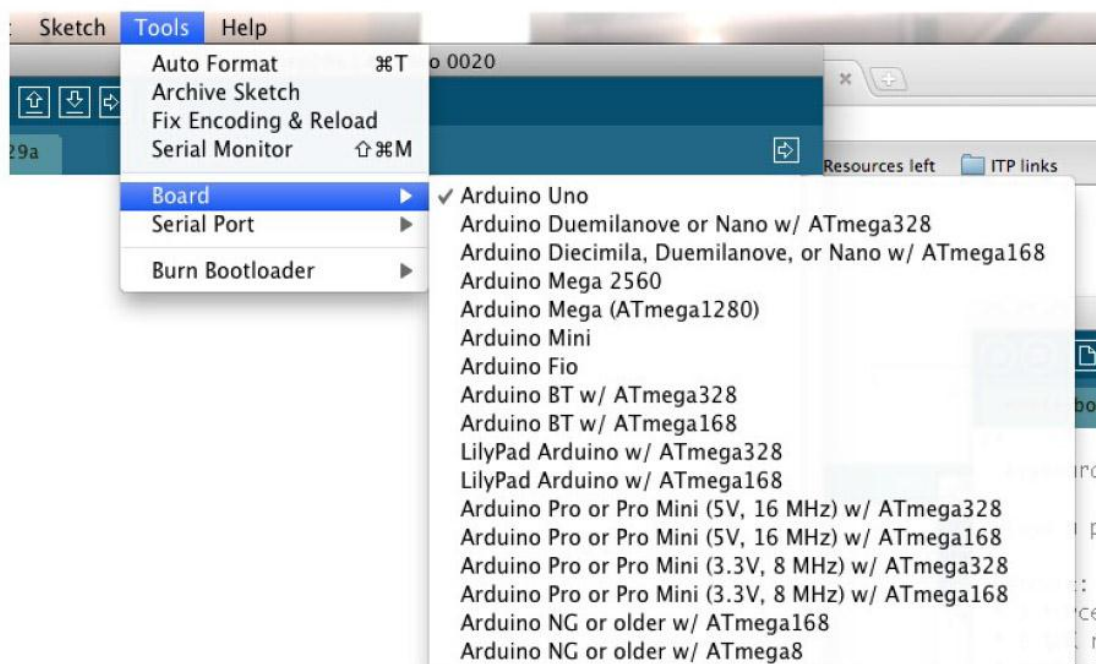 Sketch Tools Help
o 0020
Auto Format ⌘T
Archive Sketch
Fix Encoding & Reload
Serial Monitor ⇧⌘M
Board
Serial Port
Burn Bootloader
29a
Resources left ITP links
✓ Arduino Uno
Arduino Duemilanove or Nano w/ ATmega328
Arduino Diecimila, Duemilanove, or Nano w/ ATmega168
Arduino Mega 2560
Arduino Mega (ATmega1280)
Arduino Mini
Arduino Fio
Arduino BT w/ ATmega328
Arduino BT w/ ATmega168
LilyPad Arduino w/ ATmega328
LilyPad Arduino w/ ATmega168
Arduino Pro or Pro Mini (5V, 16 MHz) w/ ATmega328
Arduino Pro or Pro Mini (5V, 16 MHz) w/ ATmega168
Arduino Pro or Pro Mini (3.3V, 8 MHz) w/ ATmega328
Arduino Pro or Pro Mini (3.3V, 8 MHz) w/ ATmega168
Arduino NG or older w/ ATmega168
Arduino NG or older w/ ATmega8